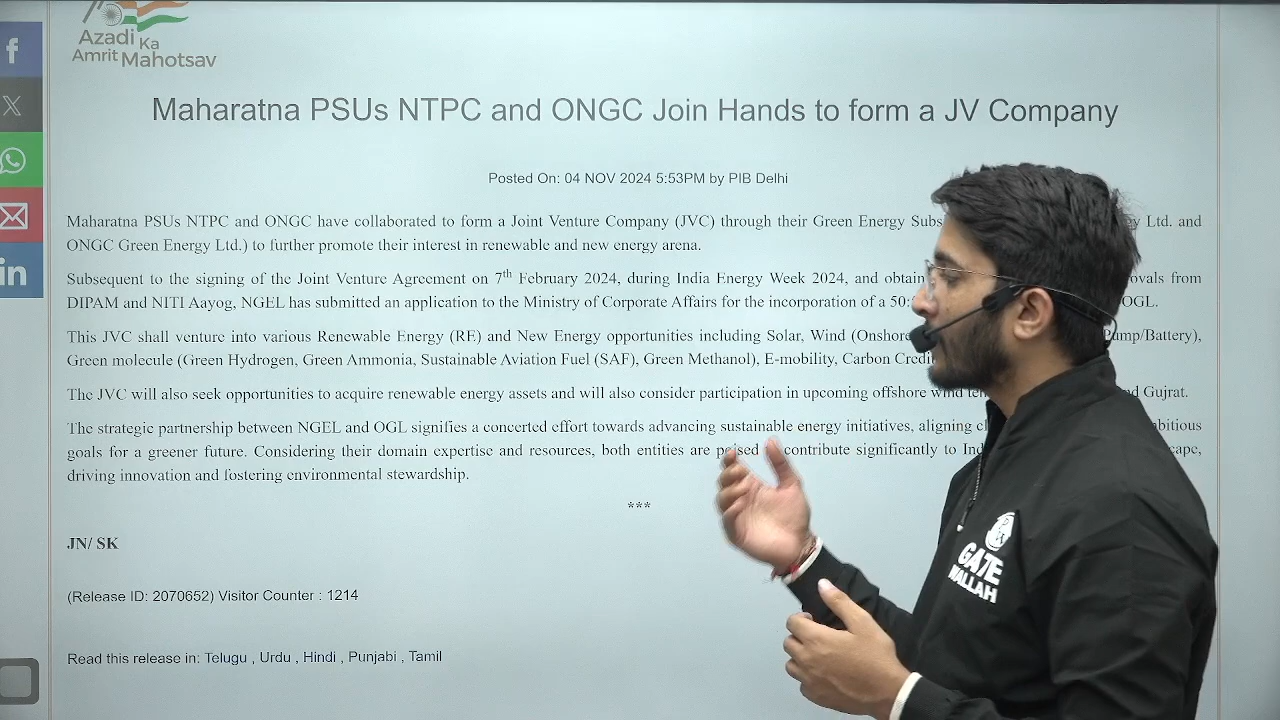 Azadi Ka
Amrit Mahotsav
Maharatna PSUs NTPC and ONGC Join Hands to form a JV Company
Posted On: 04 NOV 2024 5:53PM by PIB Delhi
Maharatna PSUs NTPC and ONGC have collaborated to form a Joint Venture Company (JVC) through their Green Energy Subs Ltd. and
ONGC Green Energy Ltd.) to further promote their interest in renewable and new energy arena.
Subsequent to the signing of the Joint Venture Agreement on 7th February 2024, during India Energy Week 2024, and obtain ovals from
DIPAM and NITI Aayog, NGEL has submitted an application to the Ministry of Corporate Affairs for the incorporation of a 50: OGL.
This JVC shall venture into various Renewable Energy (RE) and New Energy opportunities including Solar, Wind (Onshore Pump/Battery),
Green molecule (Green Hydrogen, Green Ammonia, Sustainable Aviation Fuel (SAF), Green Methanol), E-mobility, Carbon Credi
The JVC will also seek opportunities to acquire renewable energy assets and will also consider participation in upcoming offshore wind ten d Gujrat.
The strategic partnership between NGEL and OGL signifies a concerted effort towards advancing sustainable energy initiatives, aligning cl bitious
goals for a greener future. Considering their domain expertise and resources, both entities are poised contribute significantly to Ind cape,
driving innovation and fostering environmental stewardship.
***
JN/ SK
(Release ID: 2070652) Visitor Counter : 1214
Read this release in: Telugu , Urdu , Hindi , Punjabi , Tamil
GATE
WALLAH